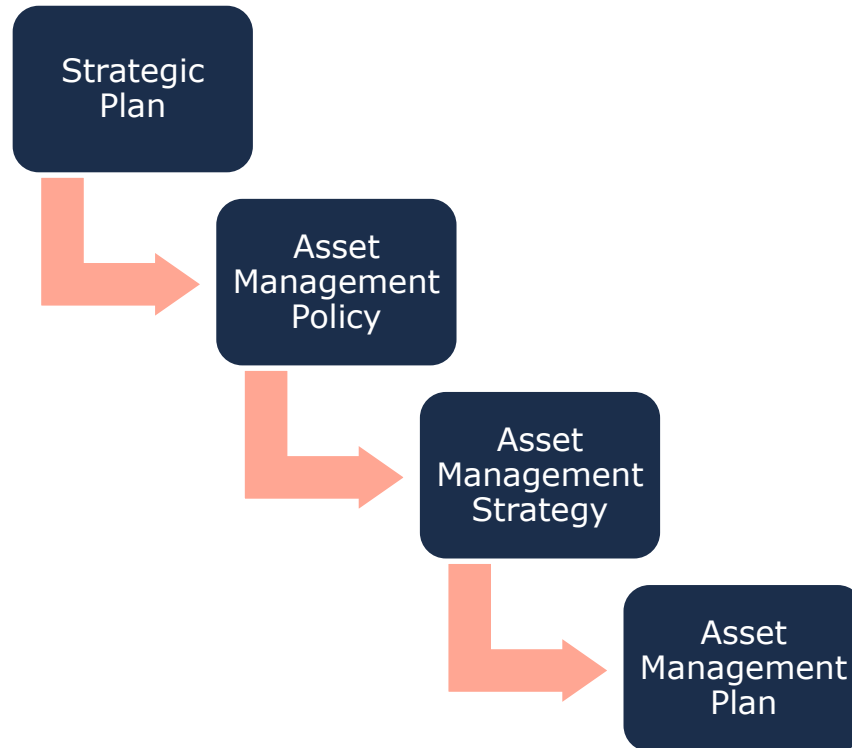 Strategic
Plan
Asset
Management
Policy
Asset
Management
Strategy
Asset
Management
Plan